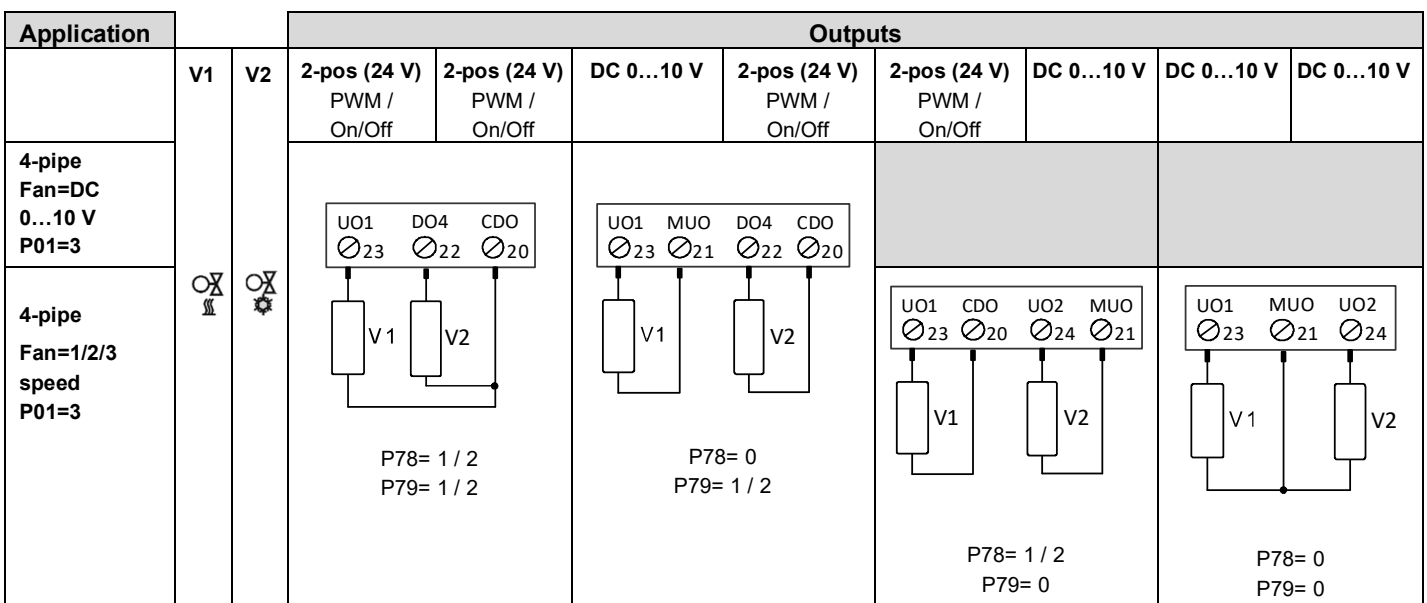 Application Outputs
V1 V2 2-pos (24 V) 2-pos (24 V) DC 0…10 V 2-pos (24 V) 2-pos (24 V) DC 0…10 V DC 0…10 V DC 0…10 V
PWM / PWM / PWM / PWM /
On/Off On/Off On/Off On/Off
4-pipe
Fan=DC
0…10 V
P01=3
UO1 DO4 CDO
23 22 20
V 1 V2
P78= 1 / 2
P79= 1 / 2
UO1 MUO DO4 CDO
23 21 22 20
V1 V2
P78= 0
P79= 1 / 2
4-pipe
Fan=1/2/3
speed
P01=3
UO1 CDO UO2 MUO
23 20 24 21
V1 V2
P78= 1 / 2
P79= 0
UO1 MUO UO2
23 21 24
V 1 V2
P78= 0
P79= 0